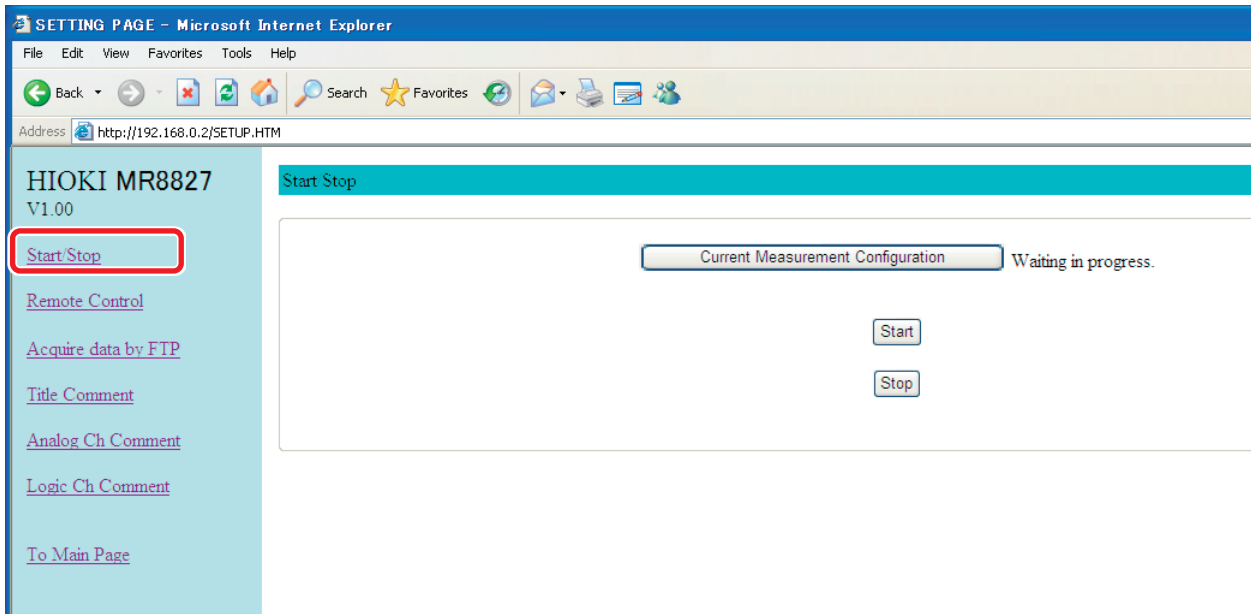 SETTING PAGE - Microsoft Internet Explorer
File Edit View Favorites Tools Help
Back Search Favorites
Address http://192.168.0.2/SETUP.HTM
HIOKI MR8827
V1.00
Start/Stop
Remote Control
Acquire data by FTP
Title Comment
Analog Ch Comment
Logic Ch Comment
To Main Page
Start/Stop
Current Measurement Configuration Waiting in progress.
Start
Stop